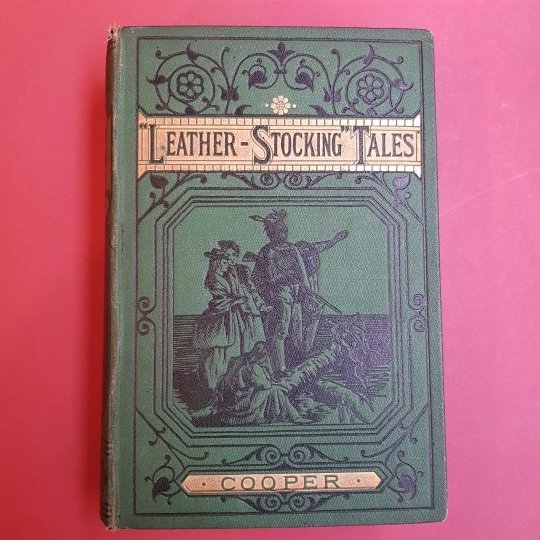 "LEATHER-STOCKING" TALES
· COOPER ·